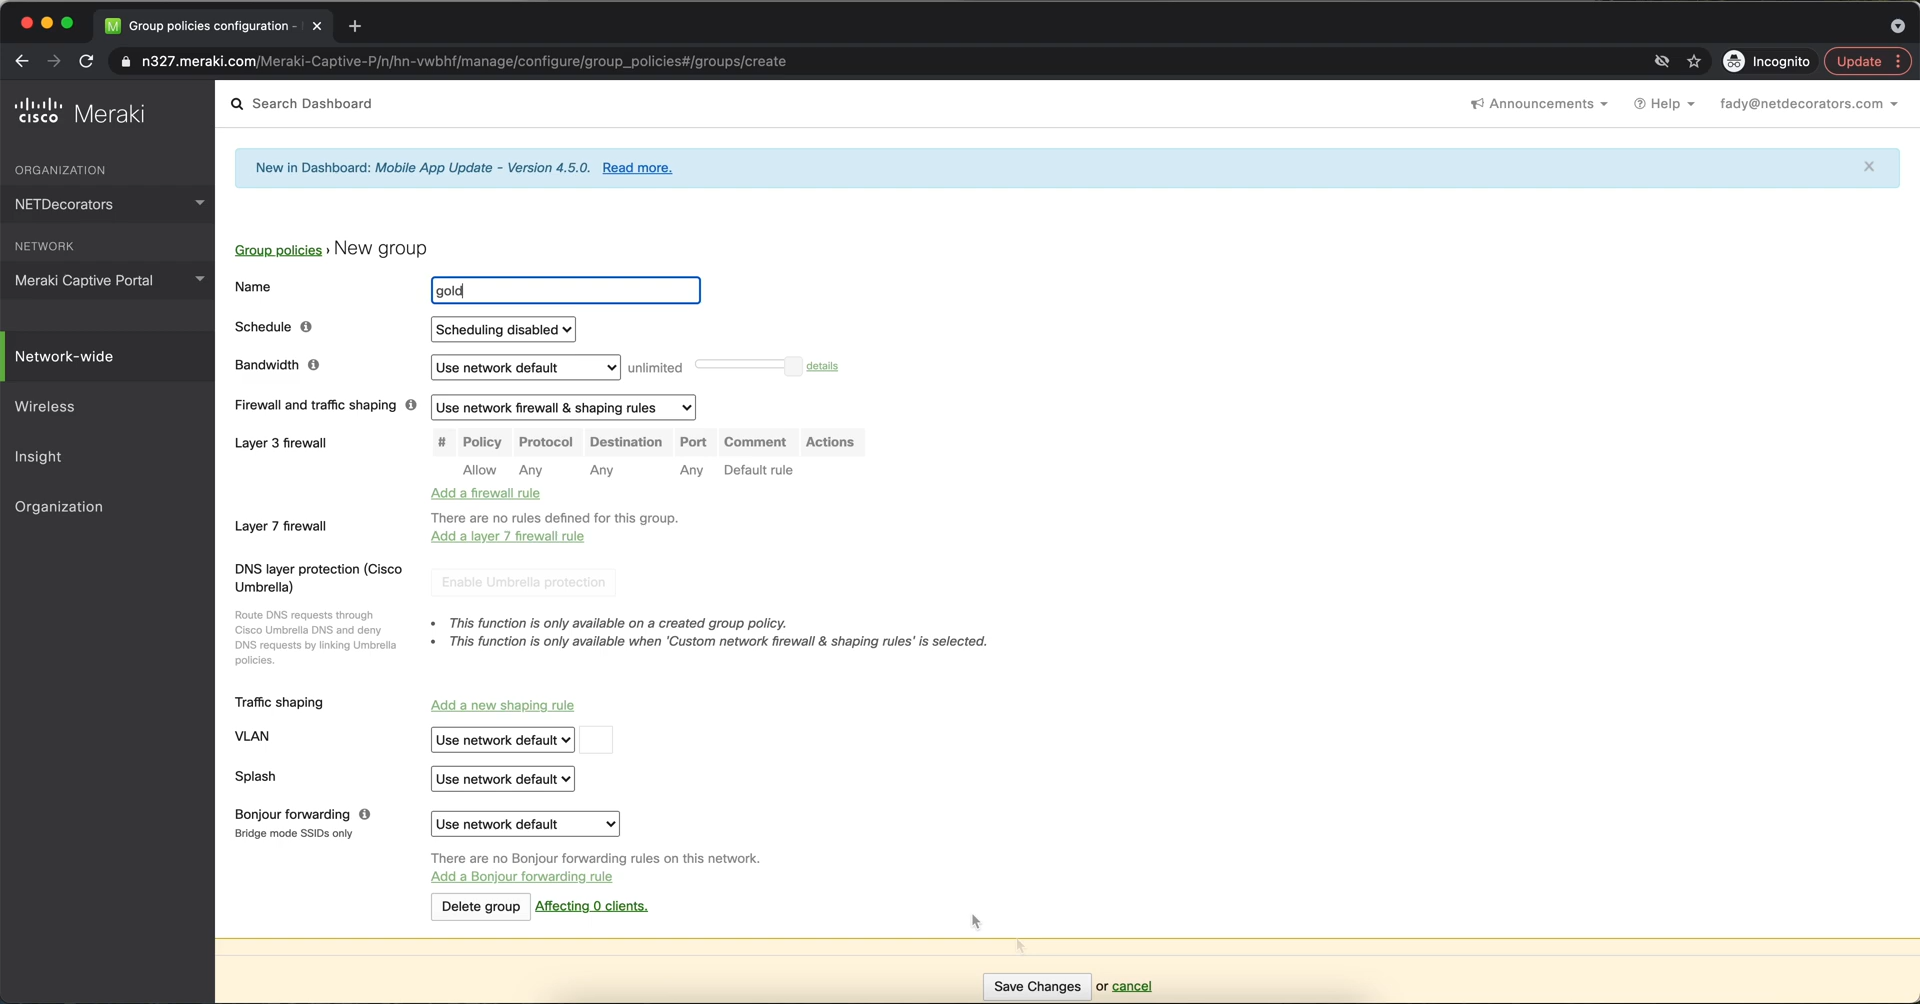 Group policies configuration -
n327.meraki.com/Meraki-Captive-P/n/hn-vwbhf/manage/configure/group_policies#/groups/create
Incognito
Update
cisco Meraki
Search Dashboard
Announcements
Help
fady@netdecorators.com
ORGANIZATION
NETDecorators
NETWORK
Meraki Captive Portal
Network-wide
Wireless
Insight
Organization
New in Dashboard: Mobile App Update - Version 4.5.0. Read more.
Group policies › New group
Name gold
Schedule Scheduling disabled
Bandwidth Use network default unlimited details
Firewall and traffic shaping Use network firewall & shaping rules
Layer 3 firewall # Policy Protocol Destination Port Comment Actions
Allow Any Any Any Default rule
Add a firewall rule
Layer 7 firewall There are no rules defined for this group.
Add a layer 7 firewall rule
DNS layer protection (Cisco
Umbrella)
Enable Umbrella protection
Route DNS requests through
Cisco Umbrella DNS and deny
DNS requests by linking Umbrella
policies.
• This function is only available on a created group policy.
• This function is only available when 'Custom network firewall & shaping rules' is selected.
Traffic shaping Add a new shaping rule
VLAN Use network default
Splash Use network default
Bonjour forwarding Use network default
Bridge mode SSIDs only
There are no Bonjour forwarding rules on this network.
Add a Bonjour forwarding rule
Delete group Affecting 0 clients.
Save Changes or cancel